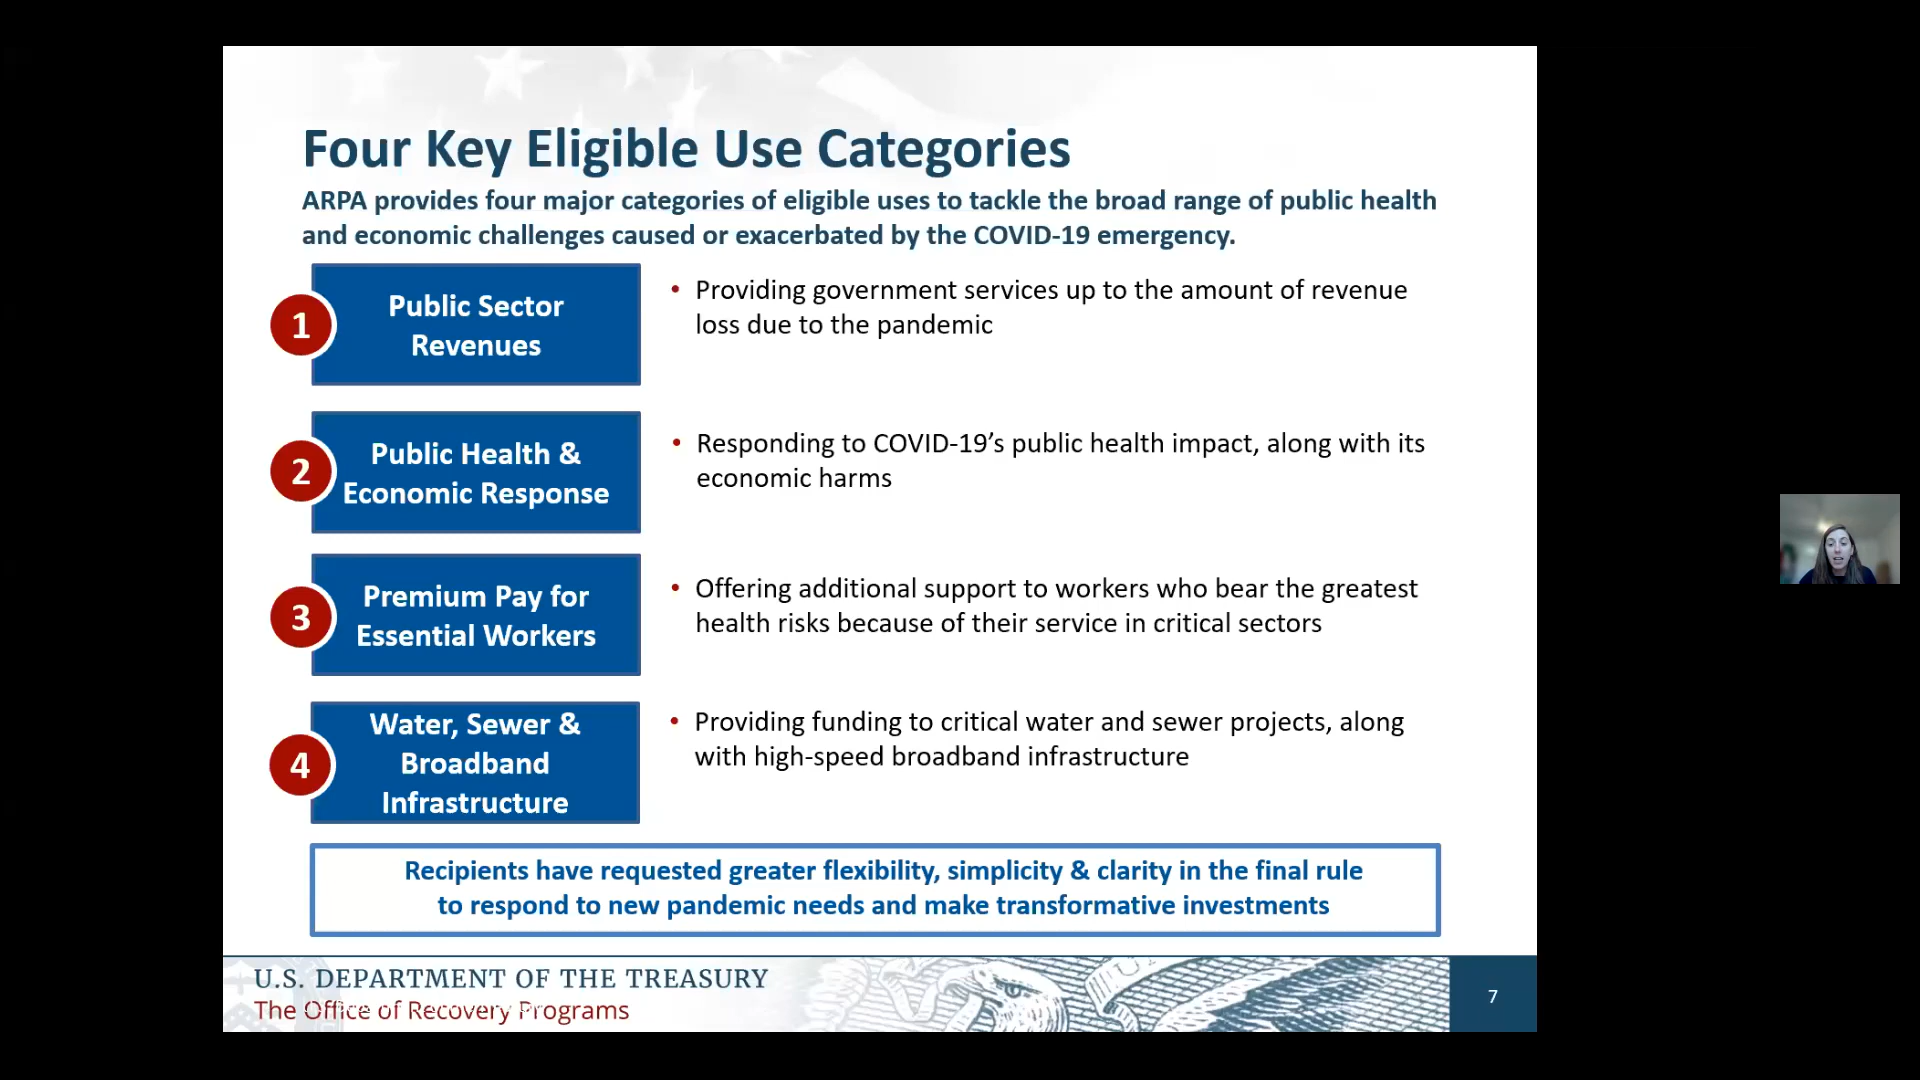 Four Key Eligible Use Categories
ARPA provides four major categories of eligible uses to tackle the broad range of public health
and economic challenges caused or exacerbated by the COVID-19 emergency.
1
Public Sector
Revenues
• Providing government services up to the amount of revenue
loss due to the pandemic
2
Public Health &
Economic Response
• Responding to COVID-19’s public health impact, along with its
economic harms
3
Premium Pay for
Essential Workers
• Offering additional support to workers who bear the greatest
health risks because of their service in critical sectors
4
Water, Sewer &
Broadband
Infrastructure
• Providing funding to critical water and sewer projects, along
with high-speed broadband infrastructure
Recipients have requested greater flexibility, simplicity & clarity in the final rule
to respond to new pandemic needs and make transformative investments
U.S. DEPARTMENT OF THE TREASURY
The Office of Recovery Programs
7